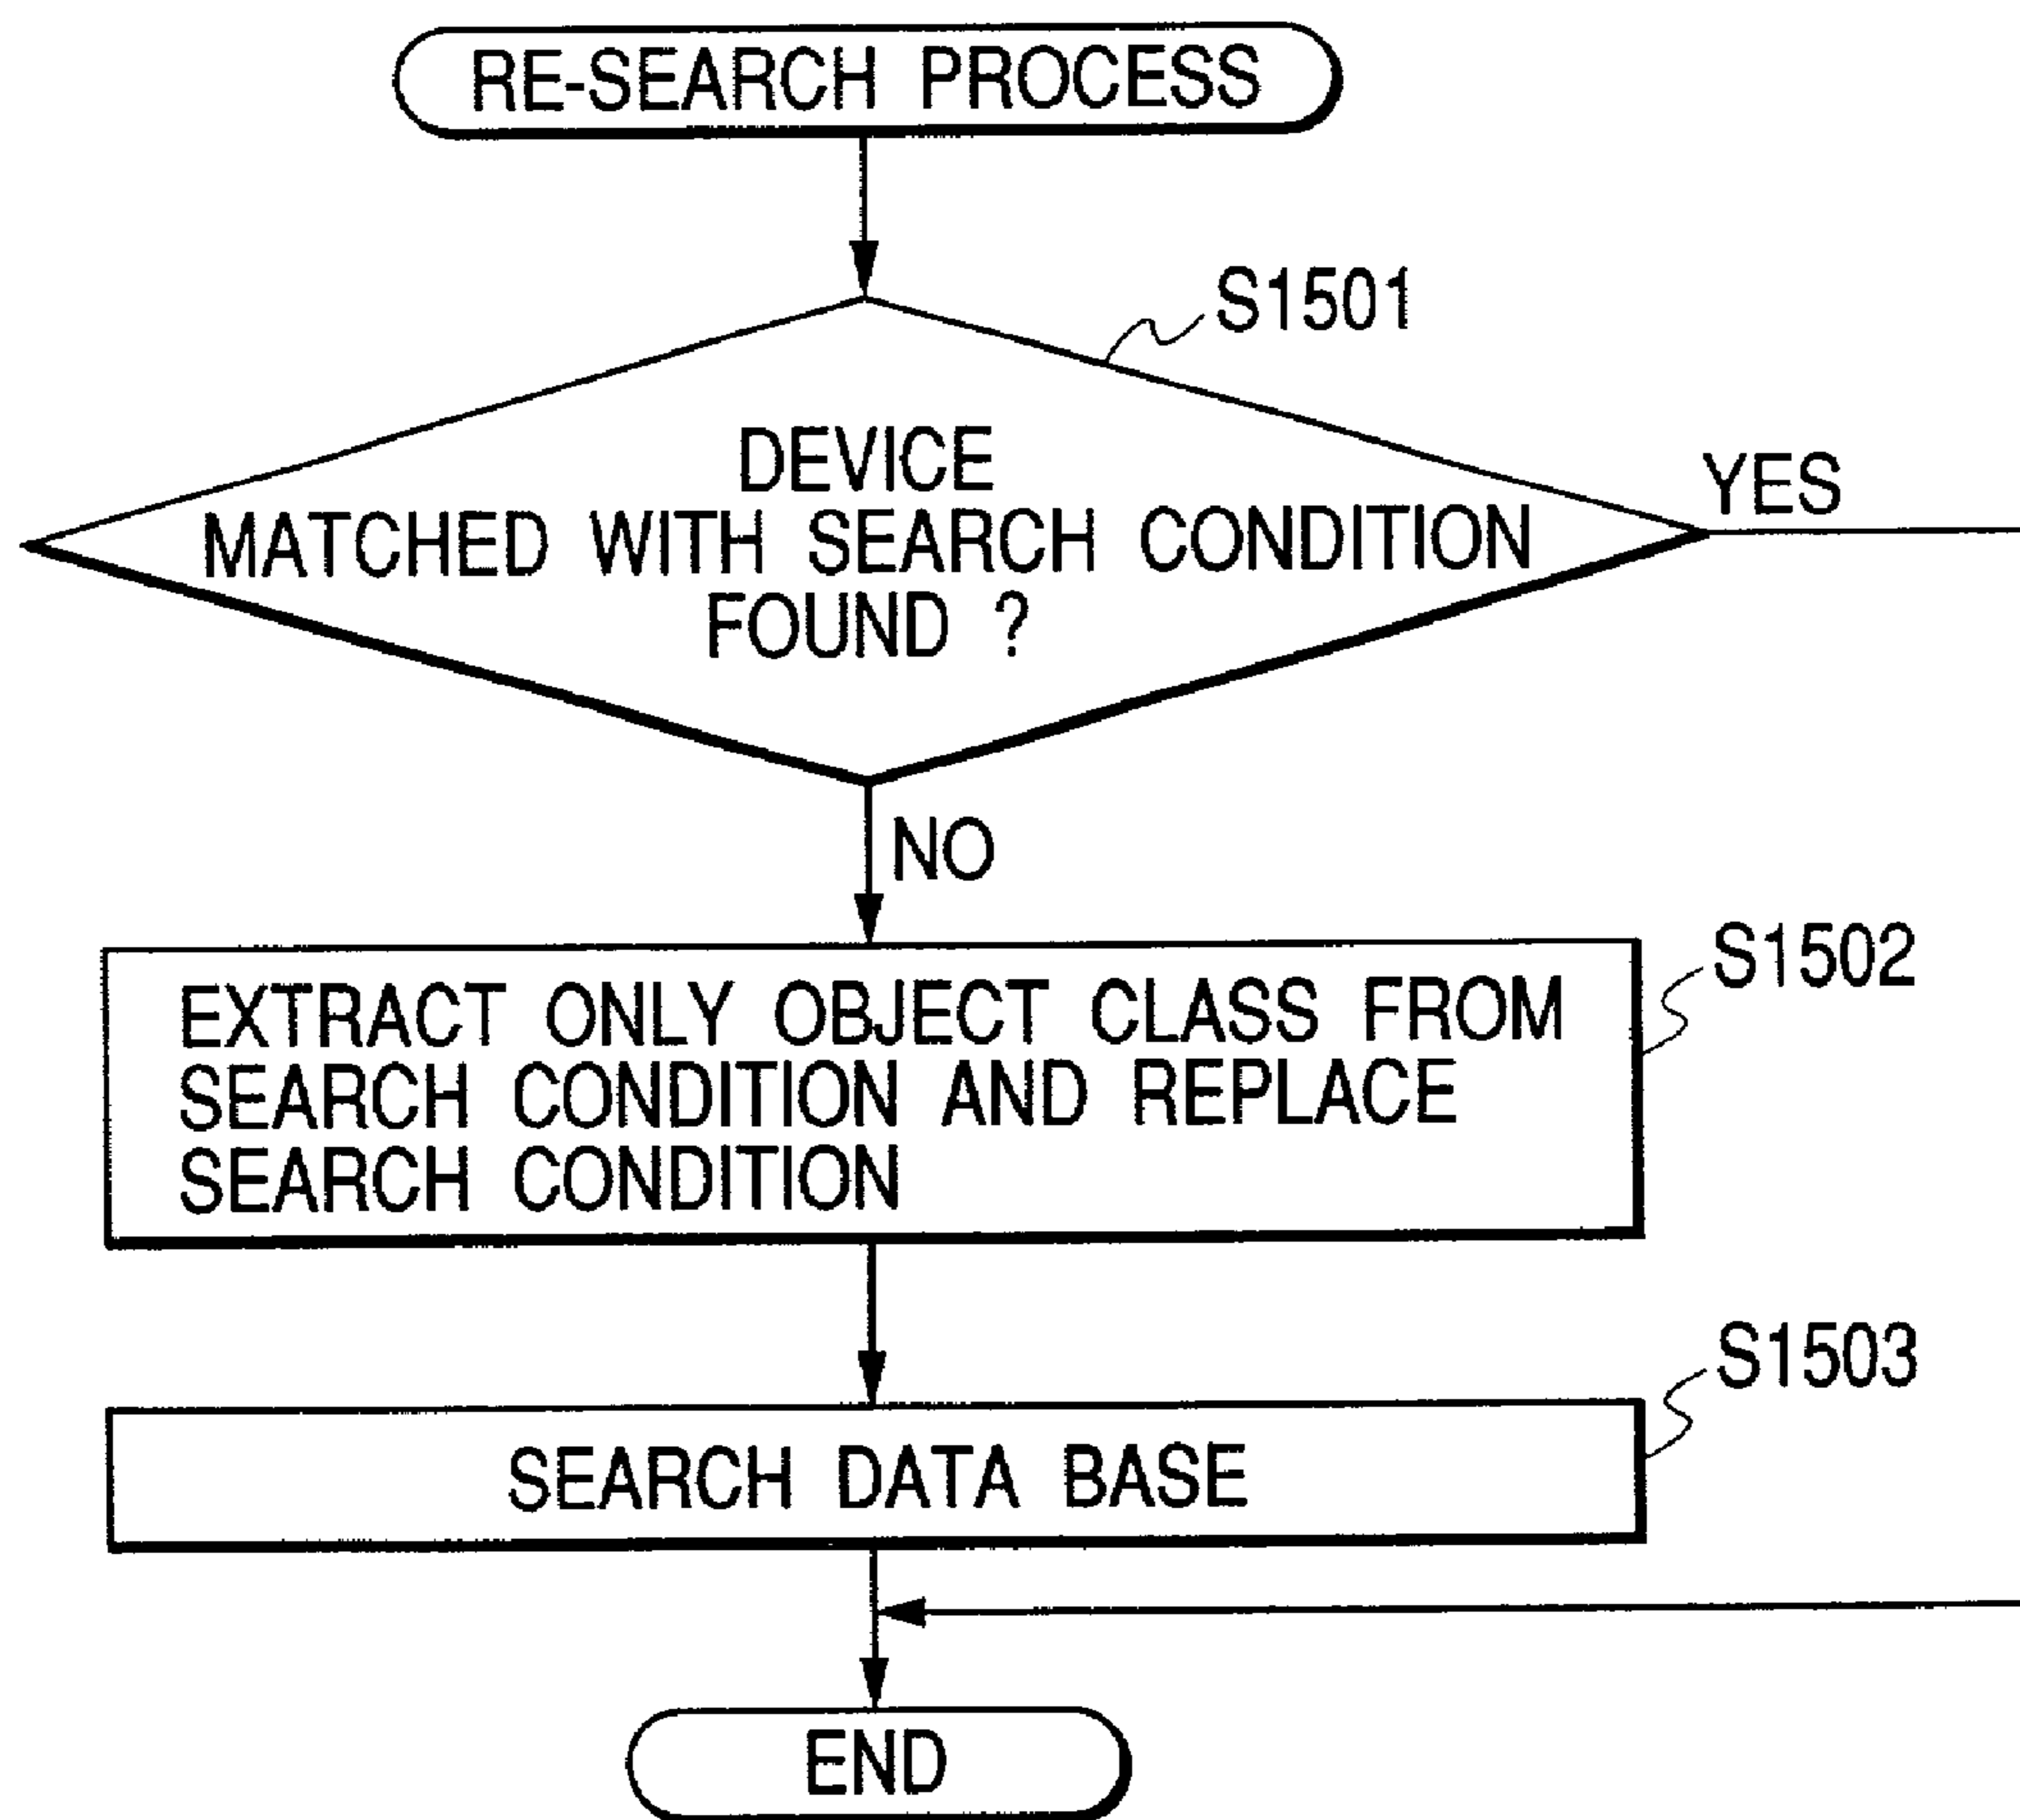 RE-SEARCH PROCESS
S1501
DEVICE
MATCHED WITH SEARCH CONDITION
FOUND ?
YES
NO
S1502
EXTRACT ONLY OBJECT CLASS FROM
SEARCH CONDITION AND REPLACE
SEARCH CONDITION
S1503
SEARCH DATA BASE
END